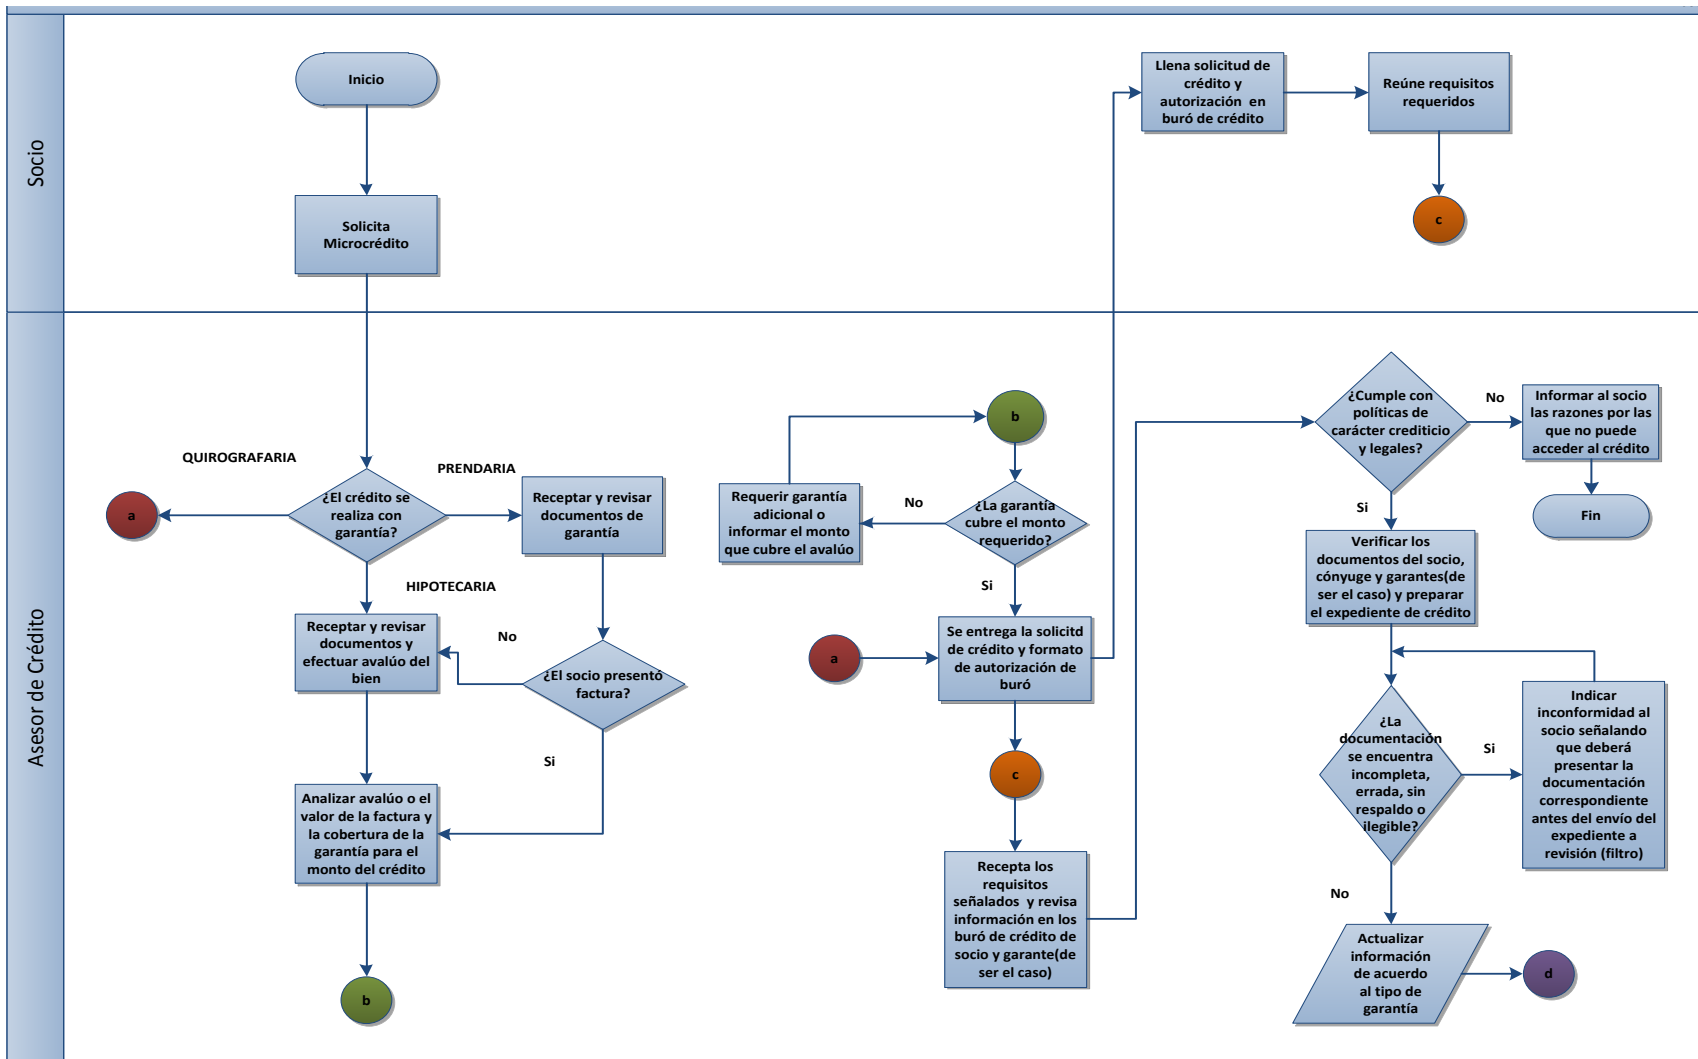 Socio
Inicio
Solicita
Microcrédito
Llena solicitud de
crédito y
autorización en
buró de crédito
Reúne requisitos
requeridos
c
Asesor de Crédito
QUIROGRAFARIA
PRENDARIA
a
¿El crédito se
realiza con
garantía?
Receptar y revisar
documentos de
garantía
HIPOTECARIA
Receptar y revisar
documentos y
efectuar avalúo del
bien
No
¿El socio presentó
factura?
Si
Analizar avalúo o el
valor de la factura y
la cobertura de la
garantía para el
monto del crédito
b
b
Requerir garantía
adicional o
informar el monto
que cubre el avalúo
No
¿La garantía
cubre el monto
requerido?
Si
a
Se entrega la solicitd
de crédito y formato
de autorización de
buró
c
Recepta los
requisitos
señalados y revisa
información en los
buró de crédito de
socio y garante(de
ser el caso)
¿Cumple con
políticas de
carácter crediticio
y legales?
No
Informar al socio
las razones por las
que no puede
acceder al crédito
Fin
Si
Verificar los
documentos del socio,
cónyuge y garantes(de
ser el caso) y preparar
el expediente de crédito
¿La
documentación
se encuentra
incompleta,
errada, sin
respaldo o
ilegible?
Si
Indicar
inconformidad al
socio señalando
que deberá
presentar la
documentación
correspondiente
antes del envío del
expediente a
revisión (filtro)
No
Actualizar
información
de acuerdo
al tipo de
garantía
d